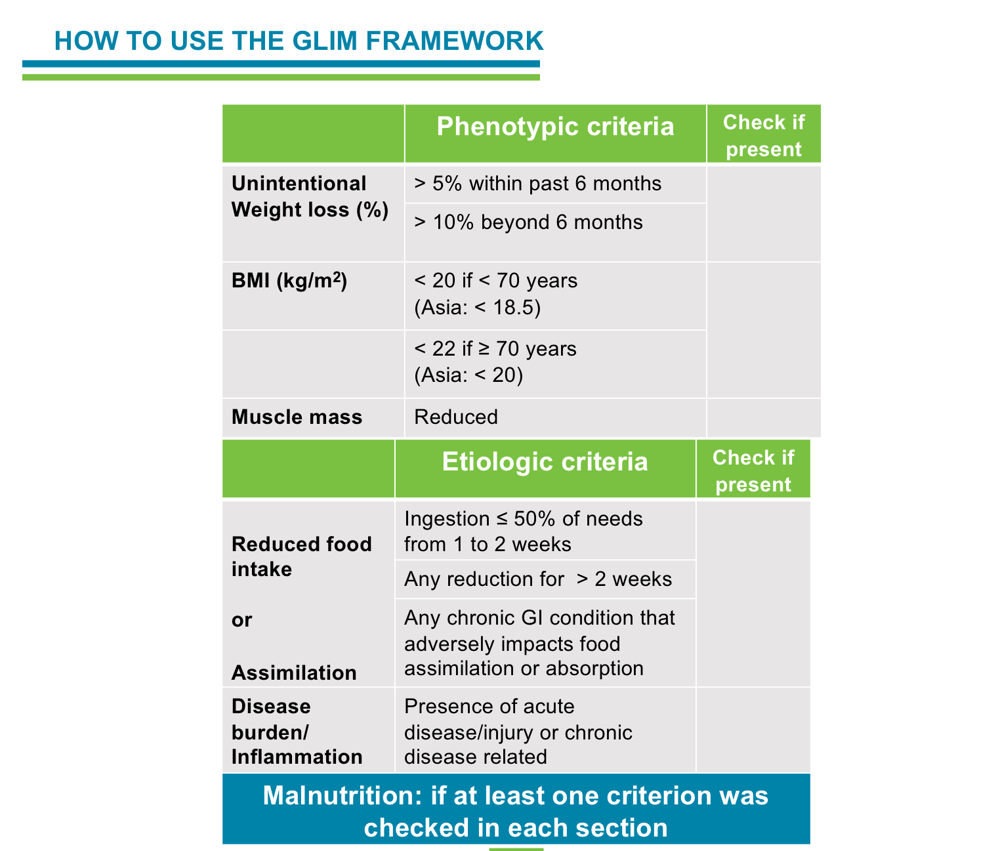 HOW TO USE THE GLIM FRAMEWORK
Phenotypic criteria
Check if
present
Unintentional
Weight loss (%)
> 5% within past 6 months
> 10% beyond 6 months
BMI (kg/m²)
< 20 if < 70 years
(Asia: < 18.5)
< 22 if ≥ 70 years
(Asia: < 20)
Muscle mass
Reduced
Etiologic criteria
Check if
present
Reduced food
intake
or
Assimilation
Ingestion ≤ 50% of needs
from 1 to 2 weeks
Any reduction for  > 2 weeks
Any chronic GI condition that
adversely impacts food
assimilation or absorption
Disease
burden/
Inflammation
Presence of acute
disease/injury or chronic
disease related
Malnutrition: if at least one criterion was
checked in each section